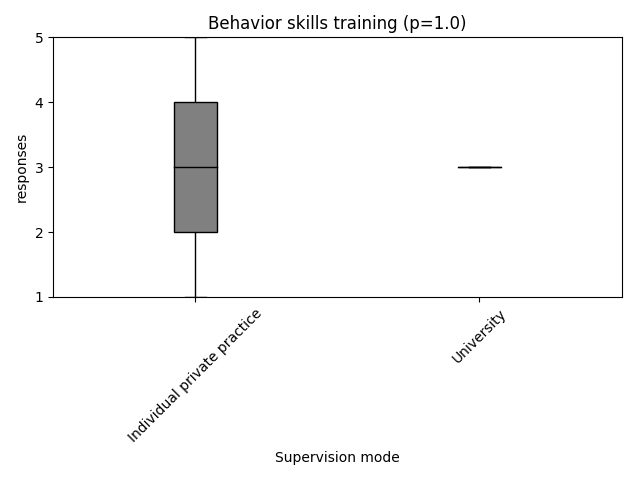 Behavior skills training (p=1.0)
responses
5
4
3
2
1
Individual private practice
University
Supervision mode